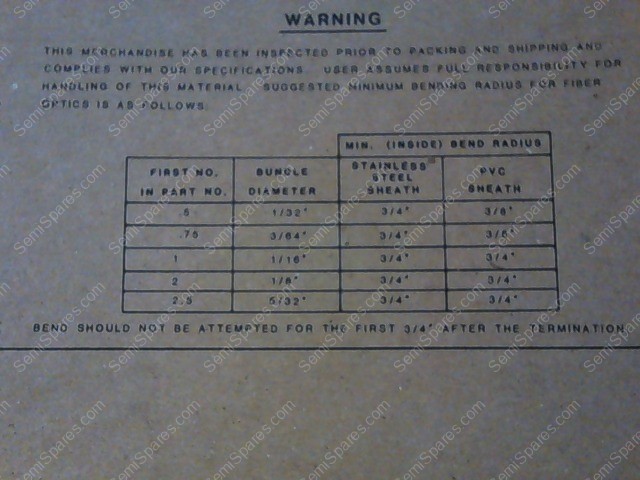 WARNING
THIS MERCHANDISE HAS BEEN INSPECTED PRIOR TO PACKING AND SHIPPING AND
COMPLIES WITH OUR SPECIFICATIONS. USER ASSUMES FULL RESPONSIBILITY FOR
HANDLING OF THIS MATERIAL. SUGGESTED MINIMUM BENDING RADIUS FOR FIBER
OPTICS IS AS FOLLOWS:
MIN. (INSIDE) BEND RADIUS
FIRST NO. IN PART NO. BUNDLE DIAMETER STAINLESS STEEL SHEATH PVC SHEATH
.5 1/32" 3/4" 3/8"
.75 3/64" 3/4" 3/8"
1 1/16" 3/4" 3/4"
2 1/8" 3/4" 3/4"
2.5 5/32" 3/4" 3/4"
BEND SHOULD NOT BE ATTEMPTED FOR THE FIRST 3/4" AFTER THE TERMINATION
SemiSpares.com